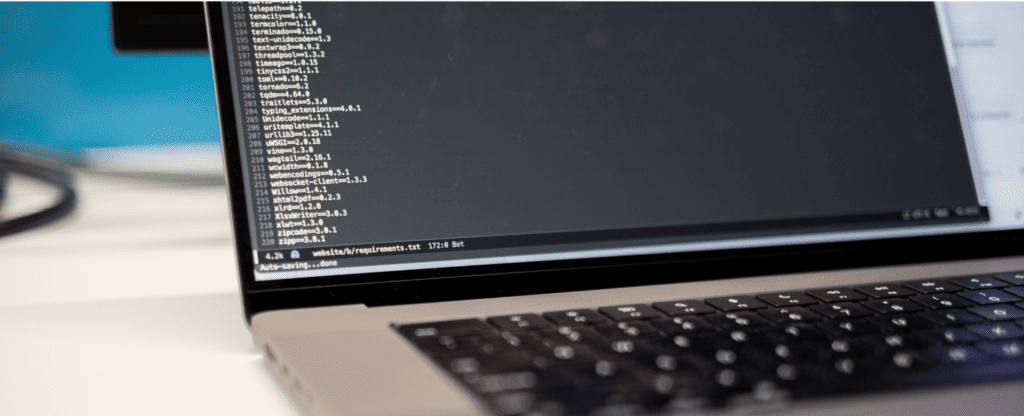 191 telepath==0.2
192 tenacity==8.0.1
193 termcolor==1.1.0
194 terminado==0.15.0
195 text-unidecode==1.3
196 textwrap3==0.9.2
197 threadpool==1.3.2
198 timeago==1.0.15
199 tinycss2==1.1.1
200 toml==0.10.2
201 tornado==6.2
202 tqdm==4.64.0
203 traitlets==5.3.0
204 typing_extensions==4.0.1
205 Unidecode==1.1.1
206 uritemplate==4.1.1
207 urllib3==1.25.11
208 uWSGI==2.0.18
209 vine==1.3.0
210 wagtail==2.16.1
211 wcwidth==0.1.8
212 webencodings==0.5.1
213 websocket-client==1.3.3
214 Willow==1.4.1
215 xhtml2pdf==0.2.3
216 xlrd==1.2.0
217 XlsxWriter==3.0.3
218 xlwt==1.3.0
219 zipcode==3.0.1
220 zipp==3.8.1
4.2k website/b/requirements.txt 172:0 Bot
Auto-saving...done